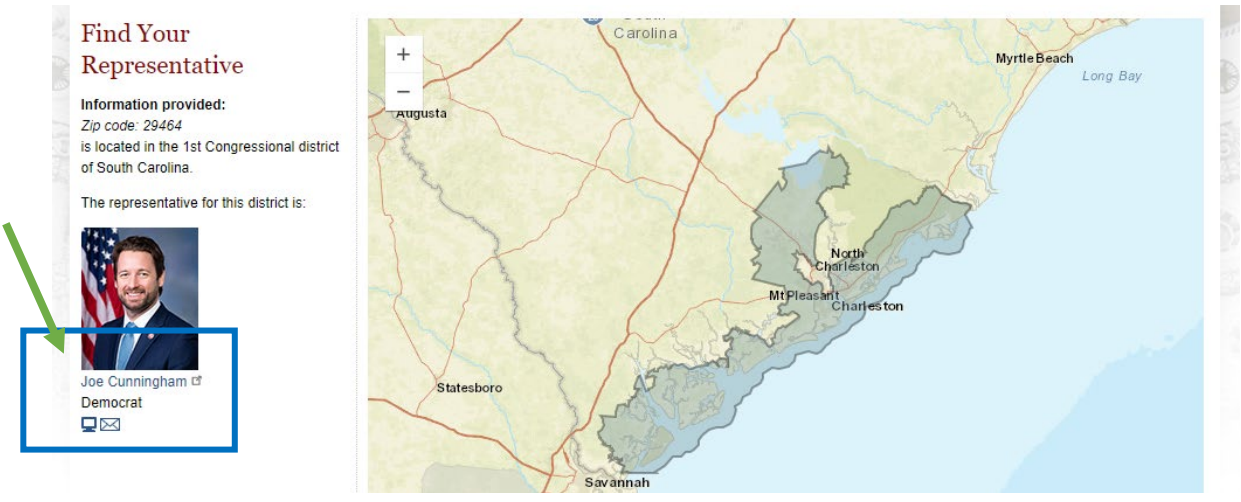 Find Your
Representative
Information provided:
Zip code: 29464
is located in the 1st Congressional district
of South Carolina.
The representative for this district is:
Joe Cunningham
Democrat
+
−
Carolina
Augusta
Myrtle Beach
Long Bay
North
Charleston
Mt Pleasant
Charleston
Statesboro
Savannah